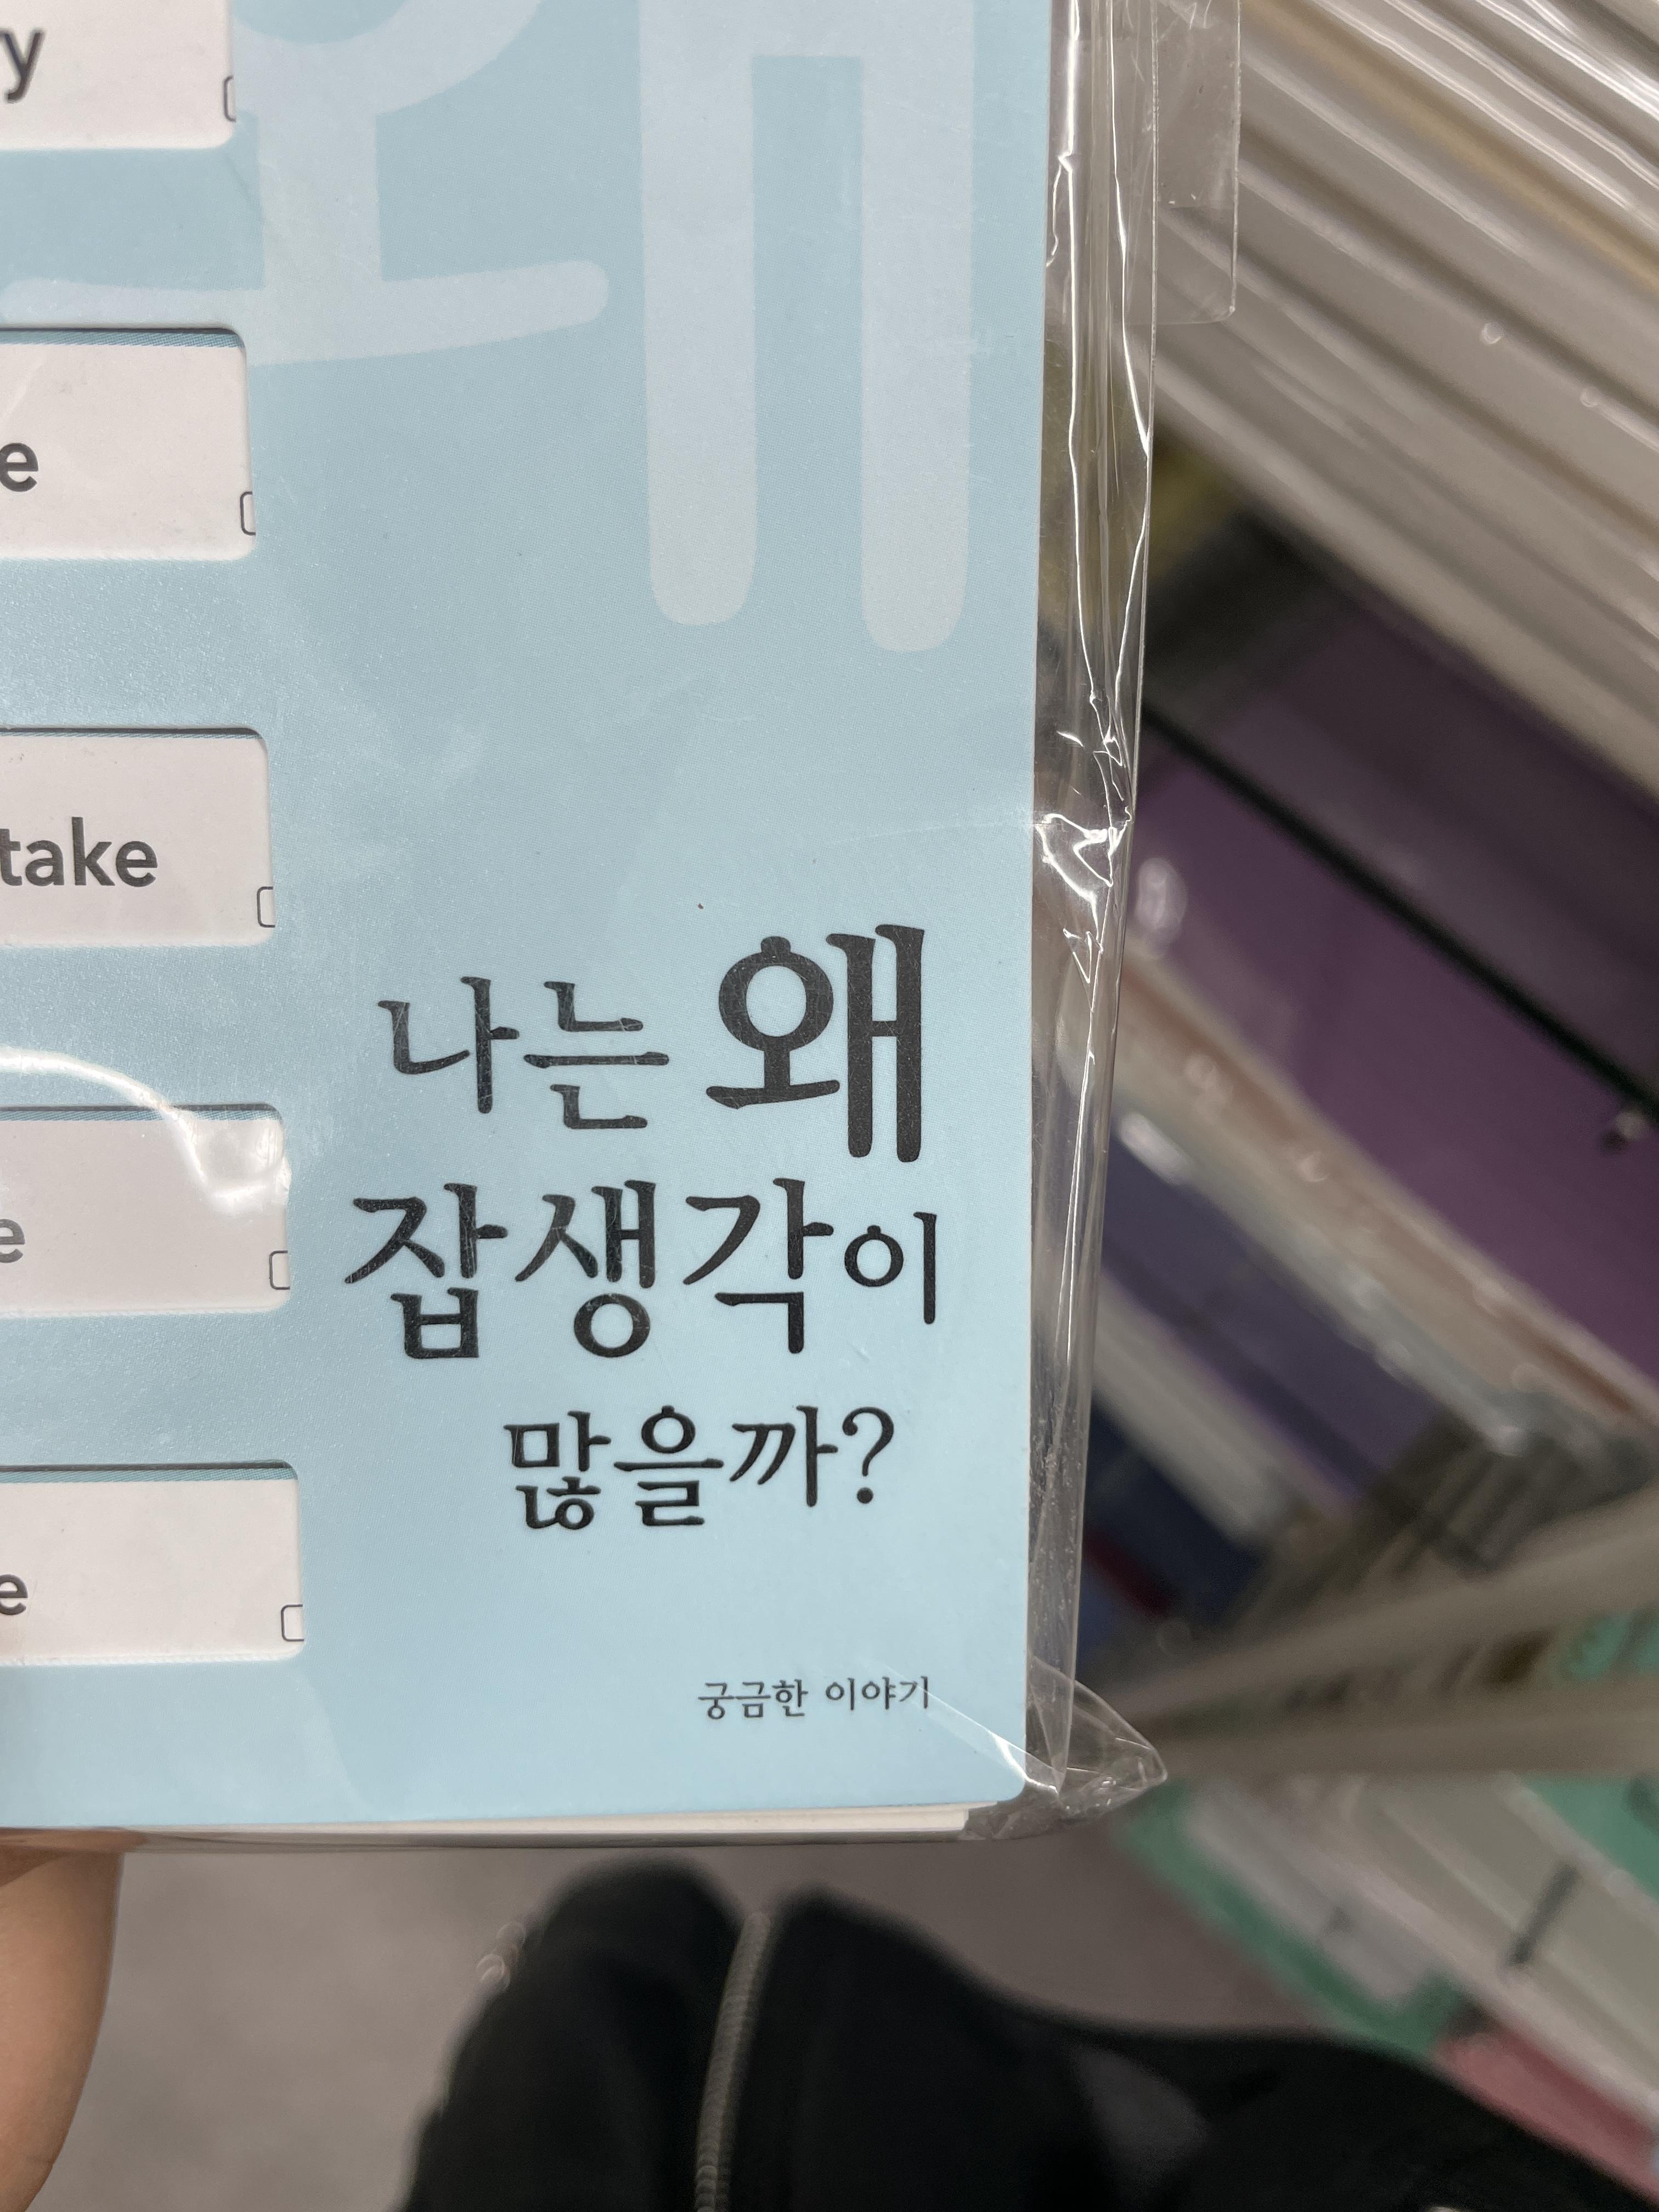 take
나는 왜
잡생각이
많을까?
궁금한 이야기